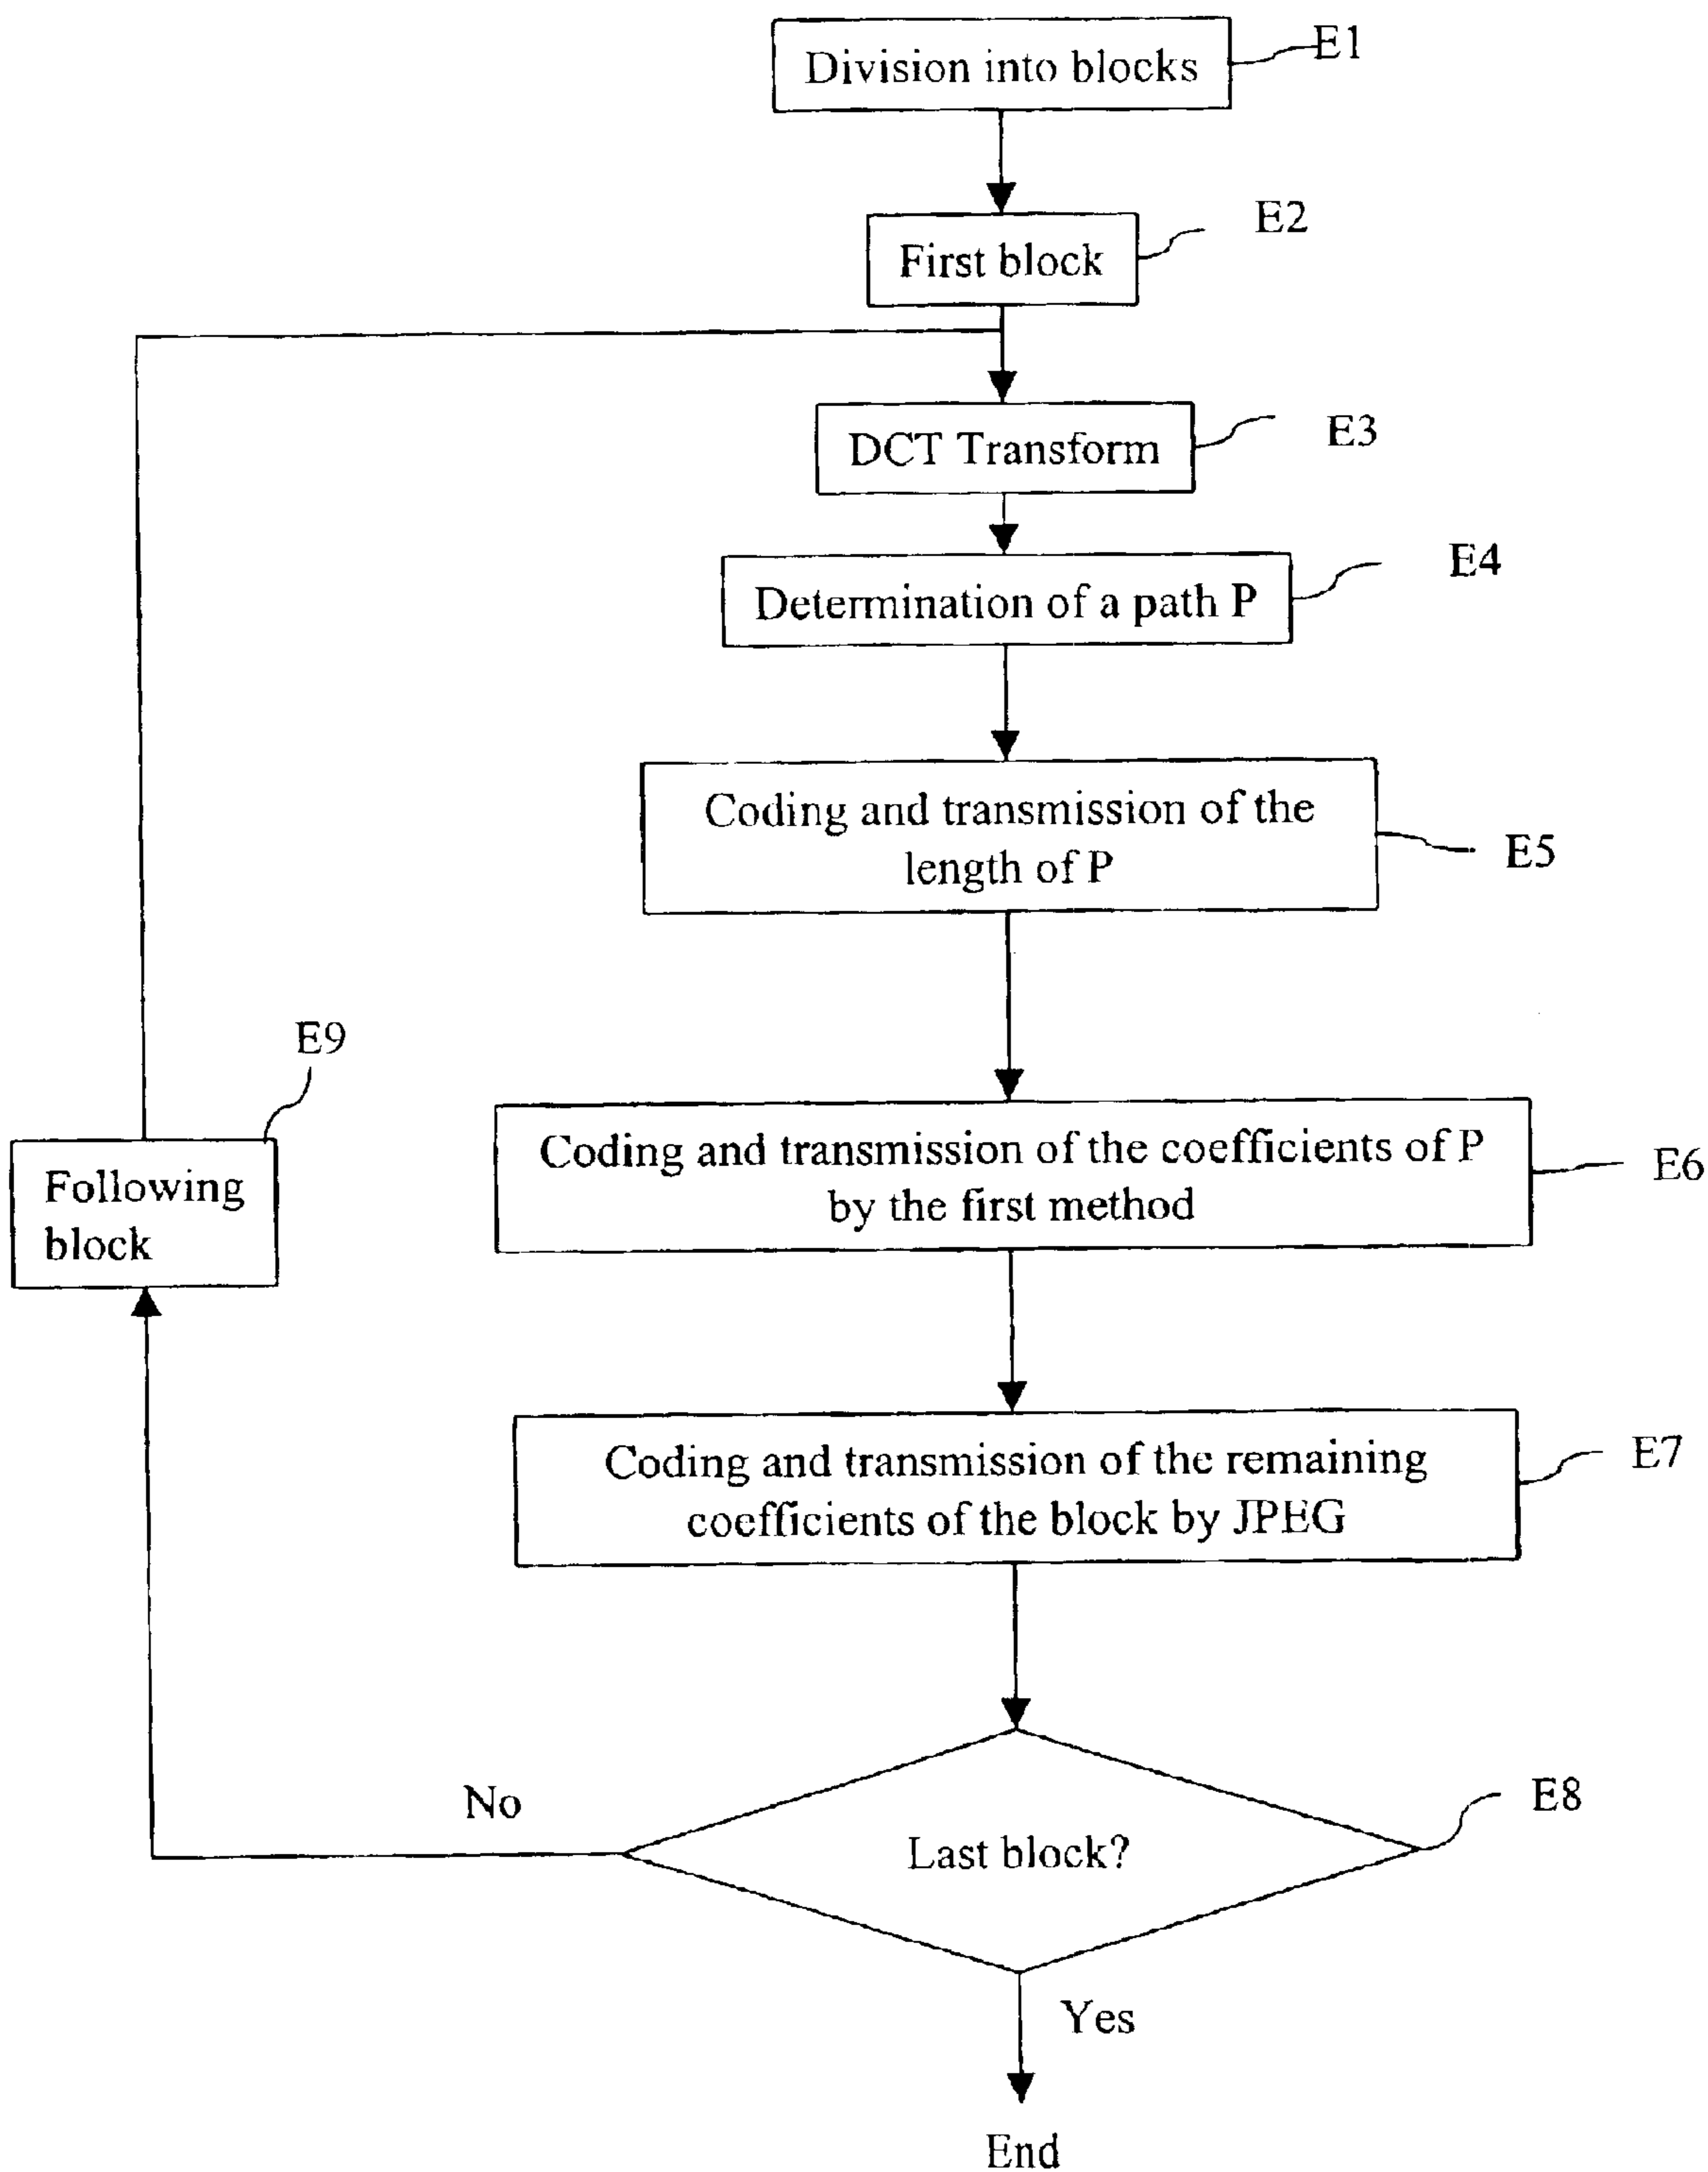 Division into blocks
E1
First block
E2
DCT Transform
E3
Determination of a path P
E4
Coding and transmission of the
length of P
E5
Coding and transmission of the coefficients of P
by the first method
E6
E9
Following
block
Coding and transmission of the remaining
coefficients of the block by JPEG
E7
No
Last block?
E8
Yes
End